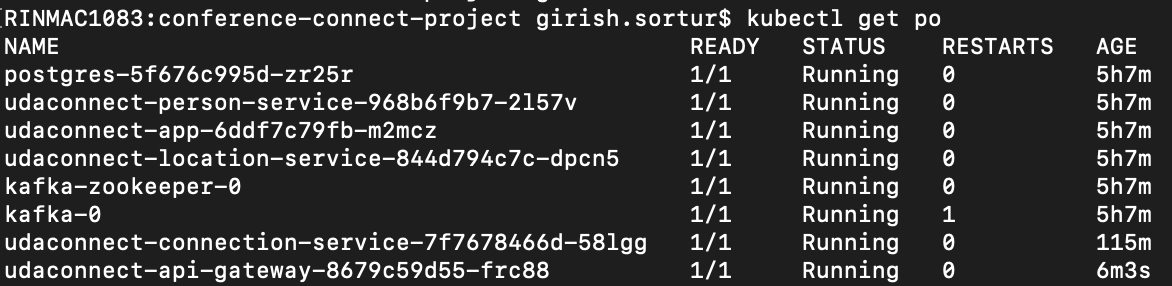 RINMAC1083:conference-connect-project girish.sortur$ kubectl get po
NAME READY STATUS RESTARTS AGE
postgres-5f676c995d-zr25r 1/1 Running 0 5h7m
udaconnect-person-service-968b6f9b7-2l57v 1/1 Running 0 5h7m
udaconnect-app-6ddf7c79fb-m2mcz 1/1 Running 0 5h7m
udaconnect-location-service-844d794c7c-dpcn5 1/1 Running 0 5h7m
kafka-zookeeper-0 1/1 Running 0 5h7m
kafka-0 1/1 Running 1 5h7m
udaconnect-connection-service-7f7678466d-58lgg 1/1 Running 0 115m
udaconnect-api-gateway-8679c59d55-frc88 1/1 Running 0 6m3s